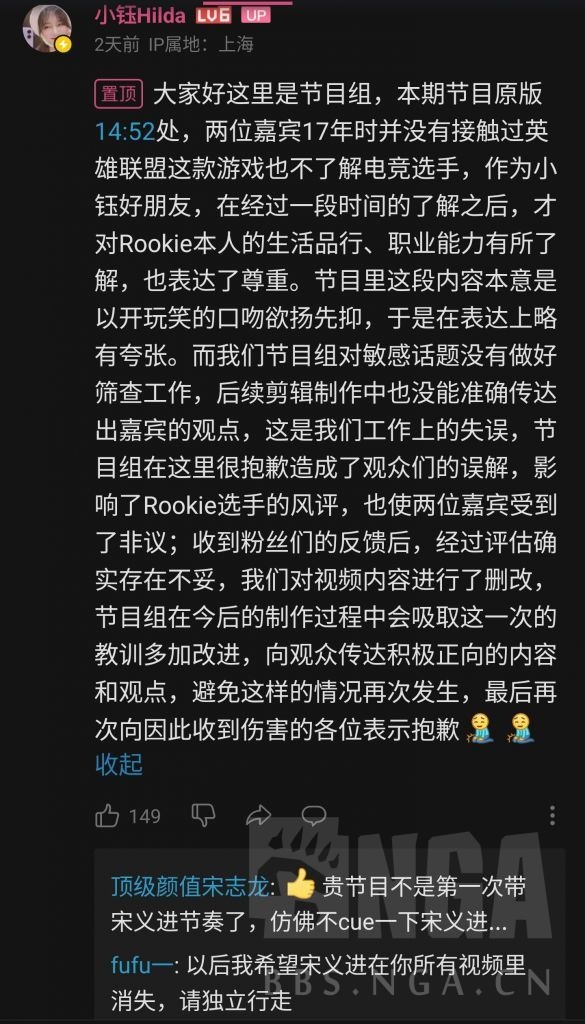 小钰Hilda LV6 UP
2天前 IP属地：上海
置顶 大家好这里是节目组，本期节目原版
14:52处，两位嘉宾17年时并没有接触过英
雄联盟这款游戏也不了解电竞选手，作为小
钰好朋友，在经过一段时间的了解之后，才
对Rookie本人的生活品行、职业能力有所了
解，也表达了尊重。节目里这段内容本意是
以开玩笑的口吻欲扬先抑，于是在表达上略
有夸张。而我们节目组对敏感话题没有做好
筛查工作，后续剪辑制作中也没能准确传达
出嘉宾的观点，这是我们工作上的失误，节
目组在这里很抱歉造成了观众们的误解，影
响了Rookie选手的风评，也使两位嘉宾受到
了非议；收到粉丝们的反馈后，经过评估确
实存在不妥，我们对视频内容进行了删改，
节目组在今后的制作过程中会吸取这一次的
教训多加改进，向观众传达积极正向的内容
和观点，避免这样的情况再次发生，最后再
次向因此收到伤害的各位表示抱歉
收起
149
顶级颜值宋志龙: 👍 贵节目不是第一次带
宋义进节奏了，仿佛不cue一下宋义进...
fufu一: 以后我希望宋义进在你所有视频里
消失，请独立行走
NGA
BBS.NGA.CN